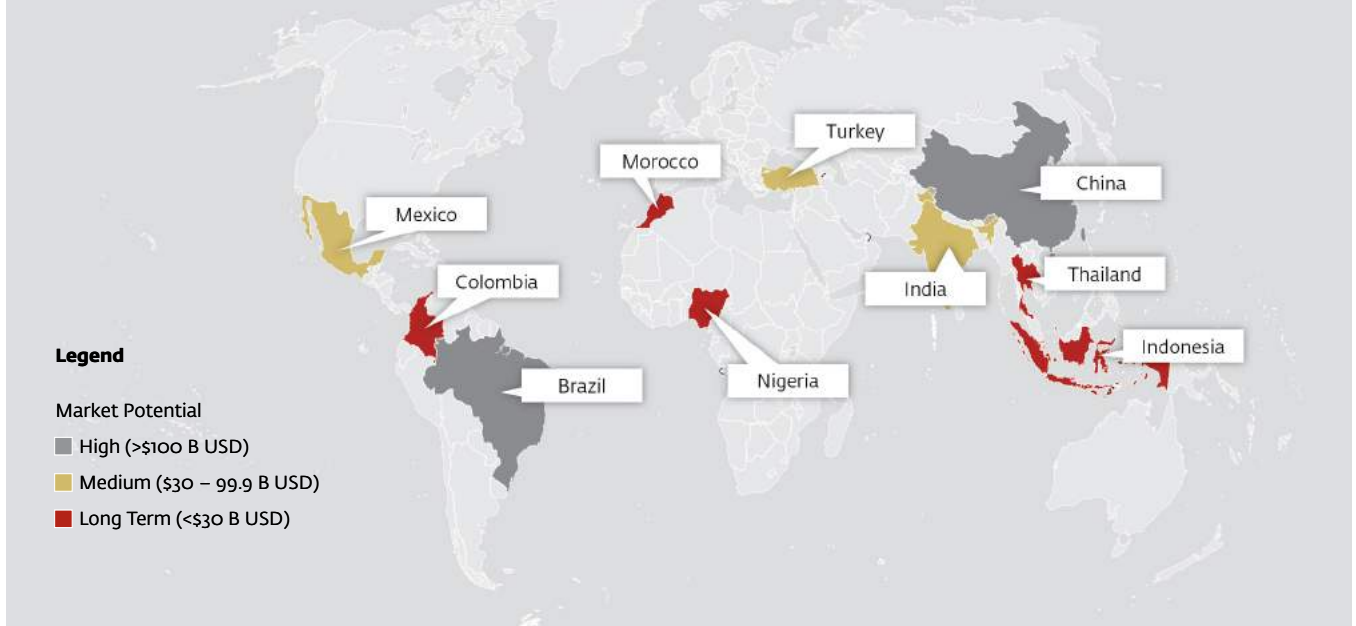 Turkey
Morocco
China
Mexico
Thailand
Colombia
India
Indonesia
Nigeria
Brazil
Legend
Market Potential
High (>$100 B USD)
Medium ($30 – 99.9 B USD)
Long Term (<$30 B USD)